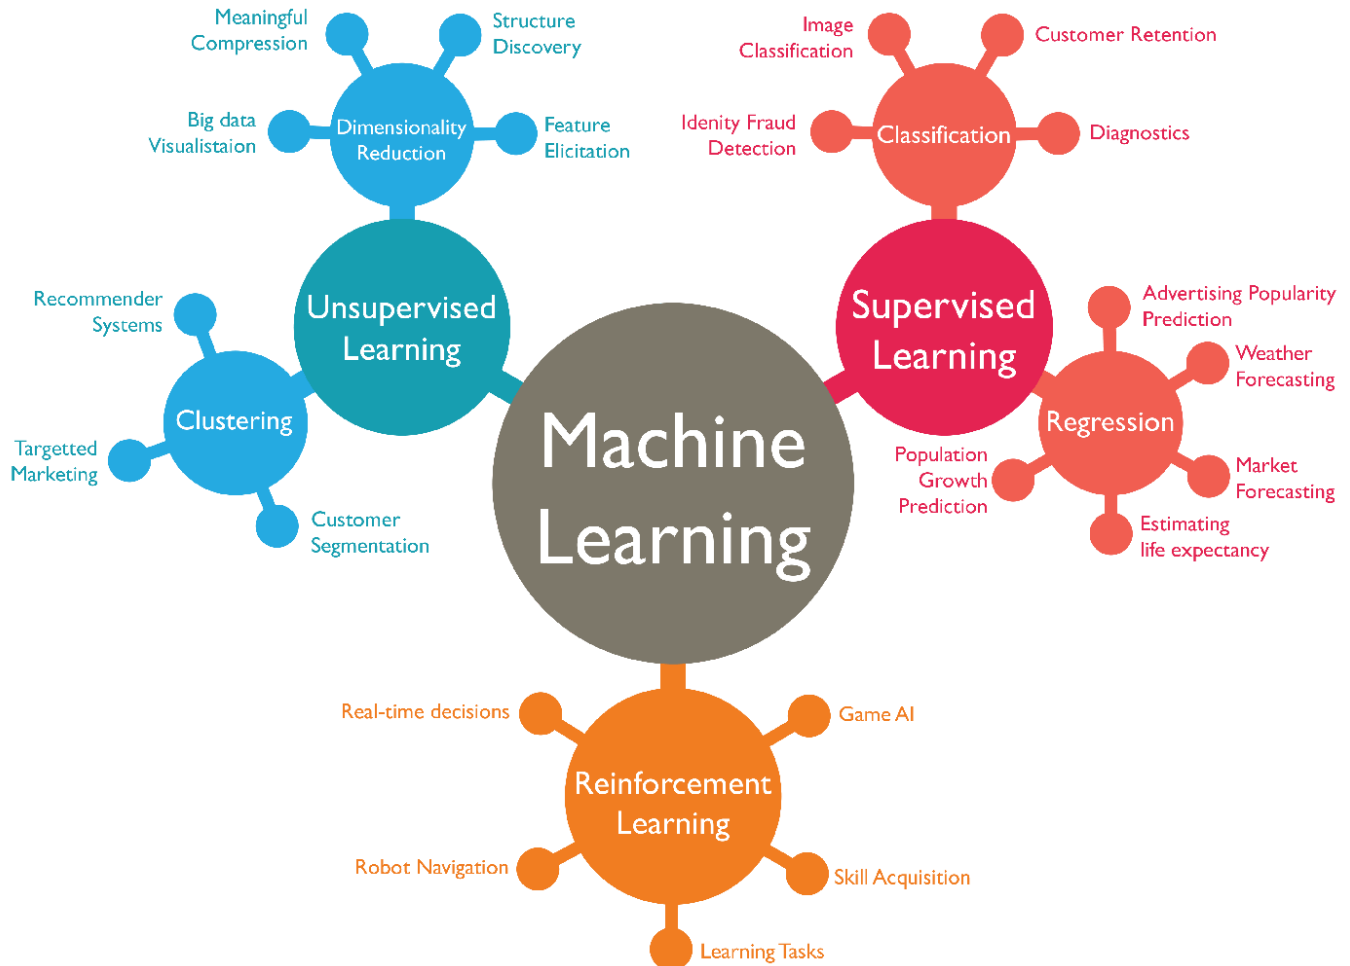 Meaningful
Compression
Structure
Discovery
Big data
Visualistaion
Dimensionality
Reduction
Feature
Elicitation
Image
Classification
Customer Retention
Idenity Fraud
Detection
Classification
Diagnostics
Unsupervised
Learning
Recommender
Systems
Clustering
Targetted
Marketing
Customer
Segmentation
Machine
Learning
Supervised
Learning
Advertising Popularity
Prediction
Weather
Forecasting
Regression
Population
Growth
Prediction
Market
Forecasting
Estimating
life expectancy
Real-time decisions
Game AI
Reinforcement
Learning
Robot Navigation
Skill Acquisition
Learning Tasks